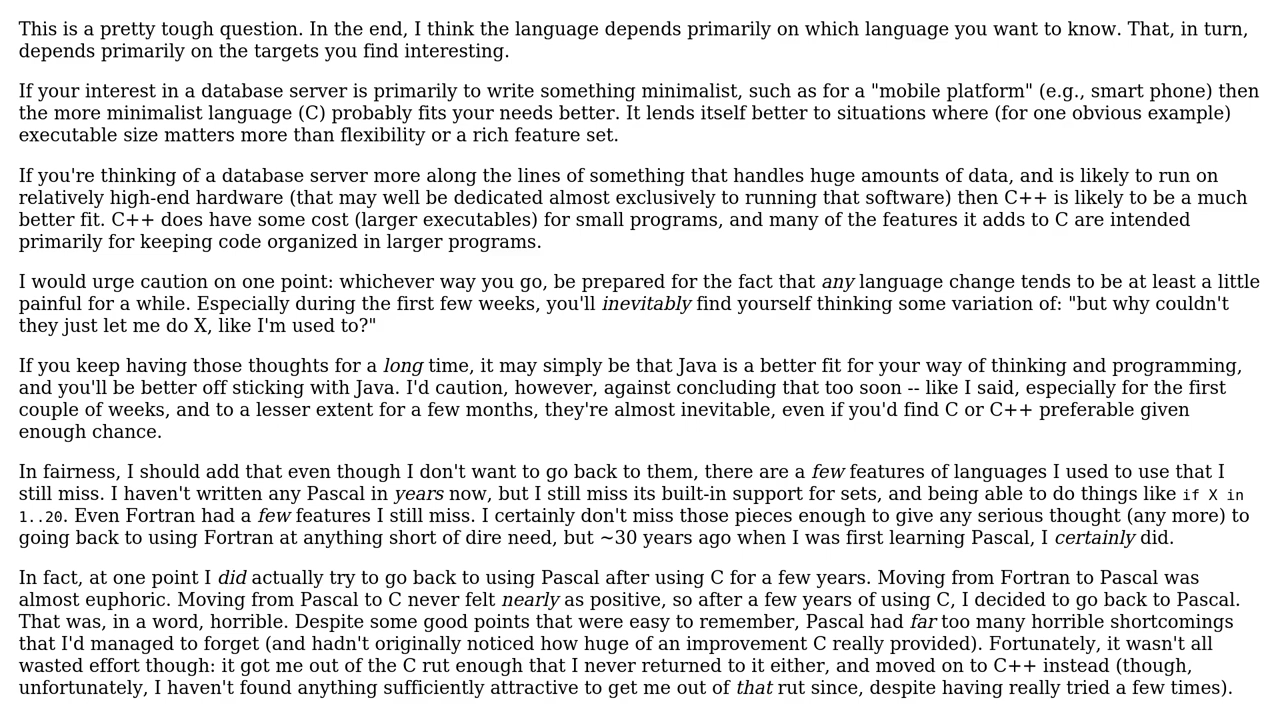 This is a pretty tough question. In the end, I think the language depends primarily on which language you want to know. That, in turn,
depends primarily on the targets you find interesting.
If your interest in a database server is primarily to write something minimalist, such as for a "mobile platform" (e.g., smart phone) then
the more minimalist language (C) probably fits your needs better. It lends itself better to situations where (for one obvious example)
executable size matters more than flexibility or a rich feature set.
If you're thinking of a database server more along the lines of something that handles huge amounts of data, and is likely to run on
relatively high-end hardware (that may well be dedicated almost exclusively to running that software) then C++ is likely to be a much
better fit. C++ does have some cost (larger executables) for small programs, and many of the features it adds to C are intended
primarily for keeping code organized in larger programs.
I would urge caution on one point: whichever way you go, be prepared for the fact that any language change tends to be at least a little
painful for a while. Especially during the first few weeks, you'll inevitably find yourself thinking some variation of: "but why couldn't
they just let me do X, like I'm used to?"
If you keep having those thoughts for a long time, it may simply be that Java is a better fit for your way of thinking and programming,
and you'll be better off sticking with Java. I'd caution, however, against concluding that too soon -- like I said, especially for the first
couple of weeks, and to a lesser extent for a few months, they're almost inevitable, even if you'd find C or C++ preferable given
enough chance.
In fairness, I should add that even though I don't want to go back to them, there are a few features of languages I used to use that I
still miss. I haven't written any Pascal in years now, but I still miss its built-in support for sets, and being able to do things like if X in
1..20. Even Fortran had a few features I still miss. I certainly don't miss those pieces enough to give any serious thought (any more) to
going back to using Fortran at anything short of dire need, but ~30 years ago when I was first learning Pascal, I certainly did.
In fact, at one point I did actually try to go back to using Pascal after using C for a few years. Moving from Fortran to Pascal was
almost euphoric. Moving from Pascal to C never felt nearly as positive, so after a few years of using C, I decided to go back to Pascal.
That was, in a word, horrible. Despite some good points that were easy to remember, Pascal had far too many horrible shortcomings
that I'd managed to forget (and hadn't originally noticed how huge of an improvement C really provided). Fortunately, it wasn't all
wasted effort though: it got me out of the C rut enough that I never returned to it either, and moved on to C++ instead (though,
unfortunately, I haven't found anything sufficiently attractive to get me out of that rut since, despite having really tried a few times).